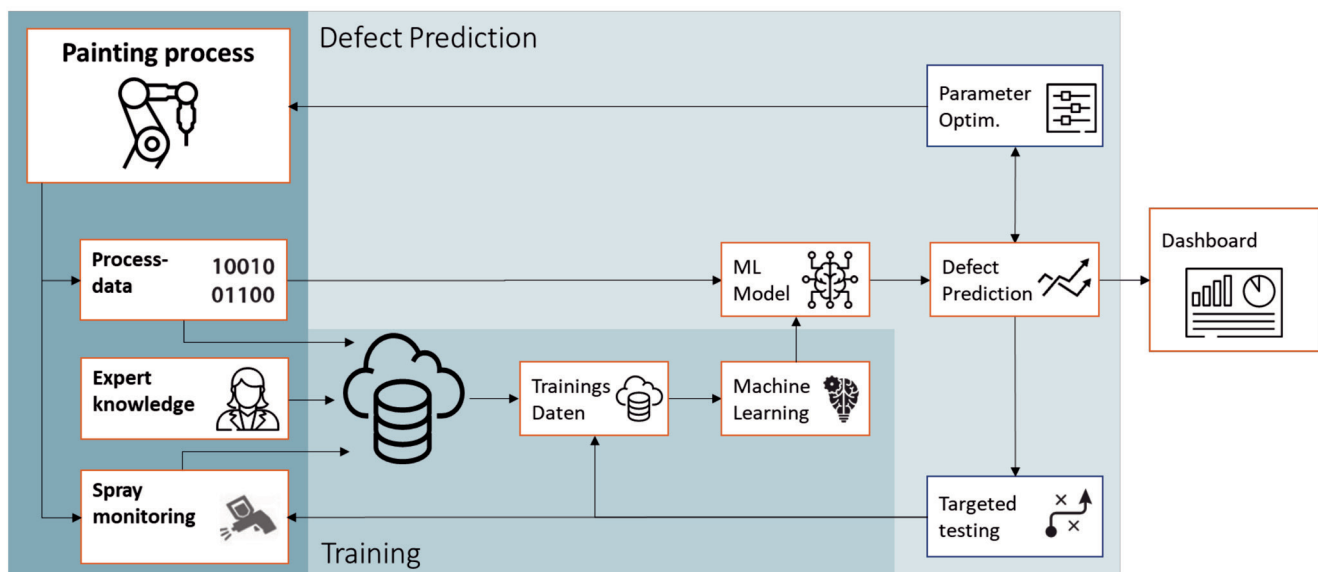 Painting process
Defect Prediction
Parameter
Optim.
Process-
data
10010
01100
ML
Model
Defect
Prediction
Dashboard
Expert
knowledge
Trainings
Daten
Machine
Learning
Spray
monitoring
Targeted
testing
Training